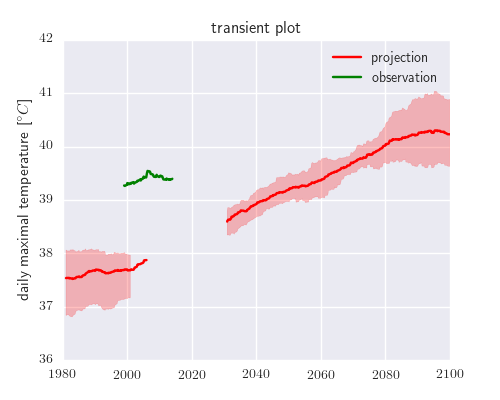 transient plot
projection
observation
daily maximal temperature [°C]
42
41
40
39
38
37
36
1980 2000 2020 2040 2060 2080 2100